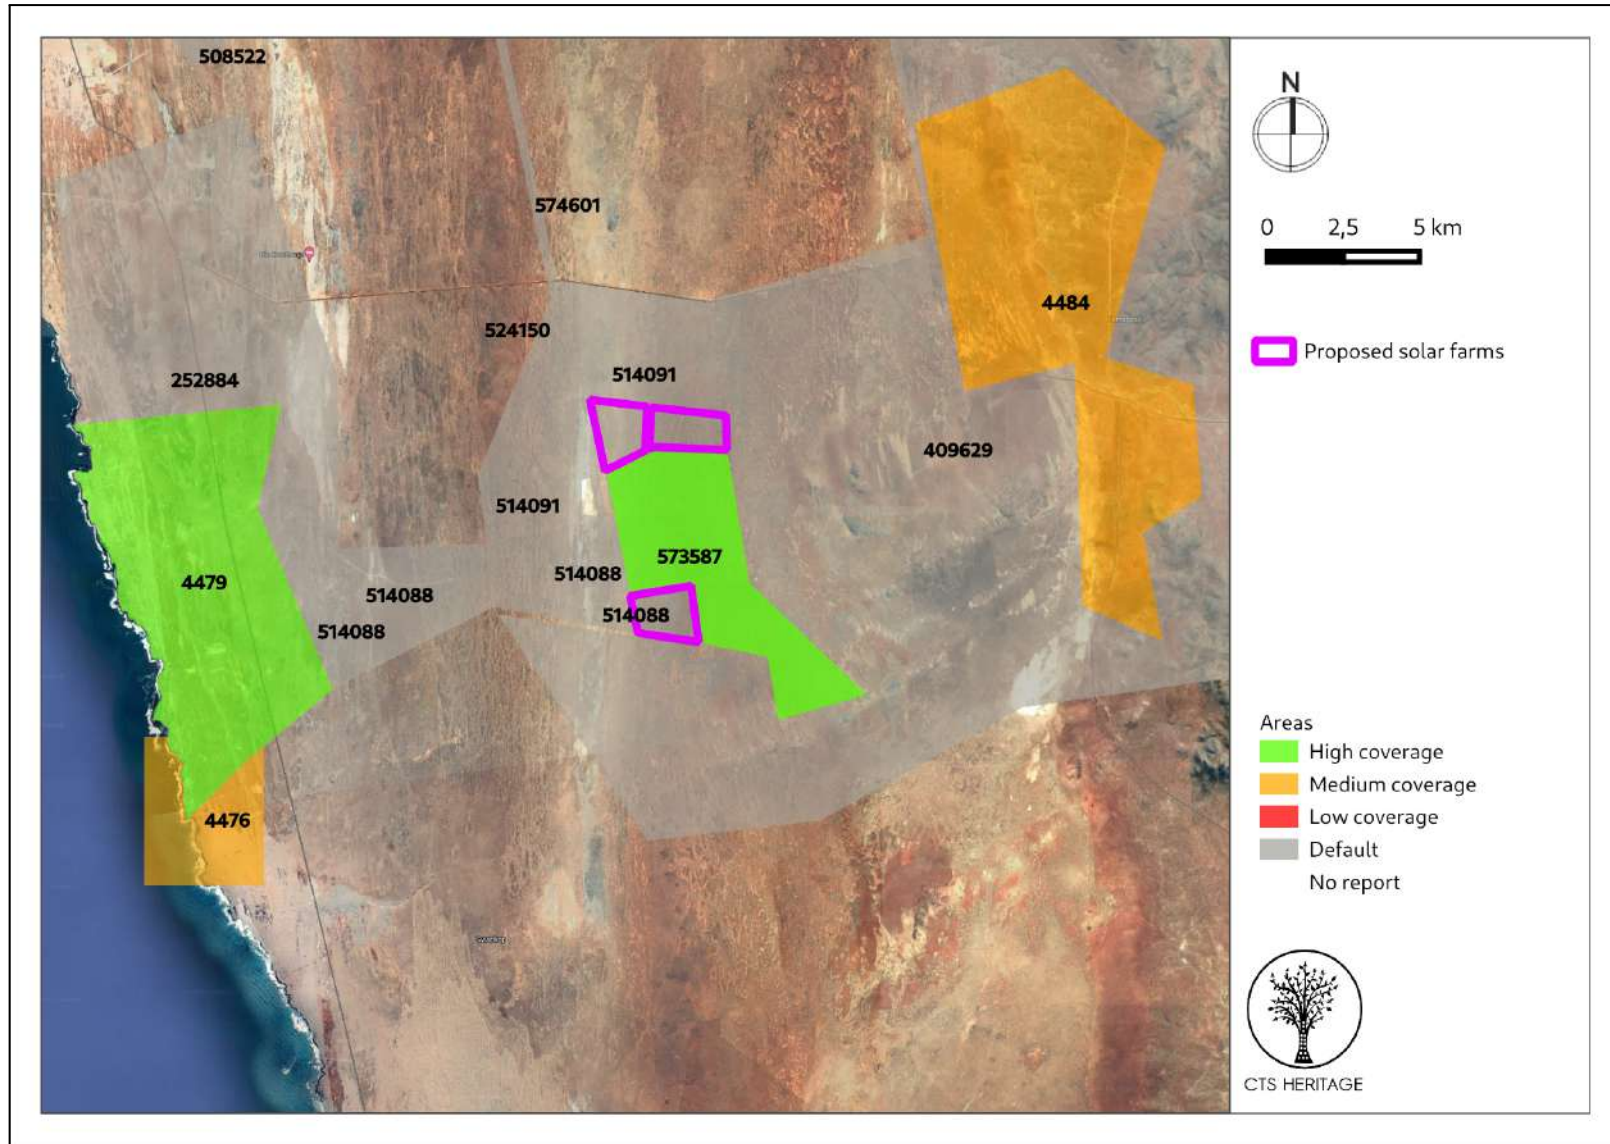 508522
574601
524150
4484
252884
514091
409629
514091
573587
514088
4479
514088
514088
514088
4476
N
0 2,5 5 km
Proposed solar farms
Areas
High coverage
Medium coverage
Low coverage
Default
No report
CTS HERITAGE